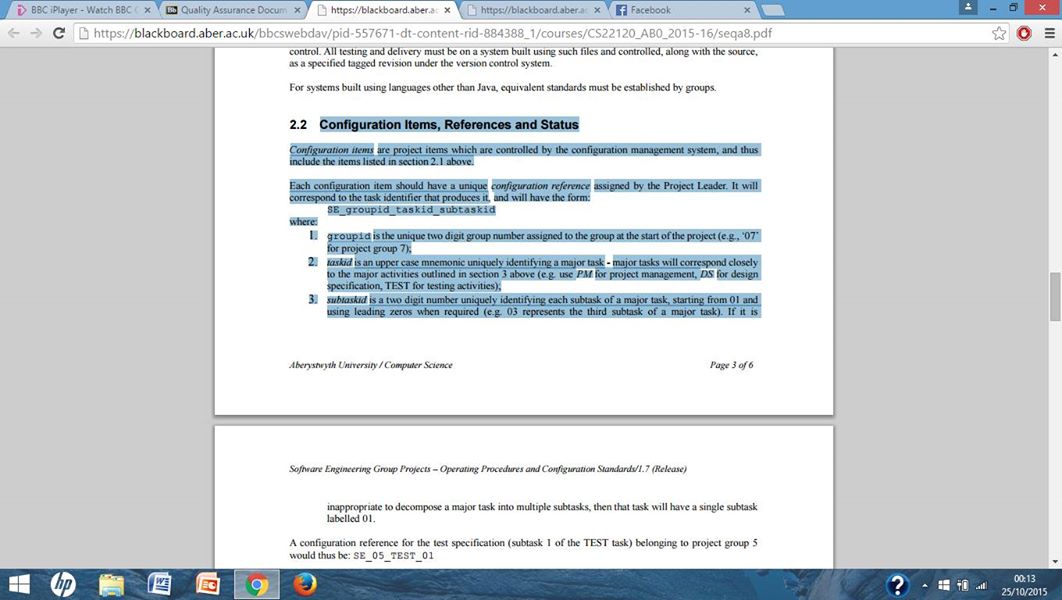 BBC iPlayer - Watch BBC
Quality Assurance Docum
https://blackboard.aber.a
https://blackboard.aber.a
Facebook
https://blackboard.aber.ac.uk/bbcswebdav/pid-557671-dt-content-rid-884388_1/courses/CS22120_AB0_2015-16/seqa8.pdf
control. All testing and delivery must be on a system built using such files and controlled, along with the source,
as a specified tagged revision under the version control system.
For systems built using languages other than Java, equivalent standards must be established by groups.
2.2 Configuration Items, References and Status
Configuration items are project items which are controlled by the configuration management system, and thus
include the items listed in section 2.1 above.
Each configuration item should have a unique configuration reference assigned by the Project Leader. It will
correspond to the task identifier that produces it, and will have the form:
SE_groupid_taskid_subtaskid
where:
1. groupid is the unique two digit group number assigned to the group at the start of the project (e.g., ‘07’
for project group 7);
2. taskid is an upper case mnemonic uniquely identifying a major task - major tasks will correspond closely
to the major activities outlined in section 3 above (e.g. use PM for project management, DS for design
specification, TEST for testing activities);
3. subtaskid is a two digit number uniquely identifying each subtask of a major task, starting from 01 and
using leading zeros when required (e.g. 03 represents the third subtask of a major task). If it is
Aberystwyth University / Computer Science Page 3 of 6
Software Engineering Group Projects – Operating Procedures and Configuration Standards/1.7 (Release)
inappropriate to decompose a major task into multiple subtasks, then that task will have a single subtask
labelled 01.
A configuration reference for the test specification (subtask 1 of the TEST task) belonging to project group 5
would thus be: SE_05_TEST_01
00:13
25/10/2015